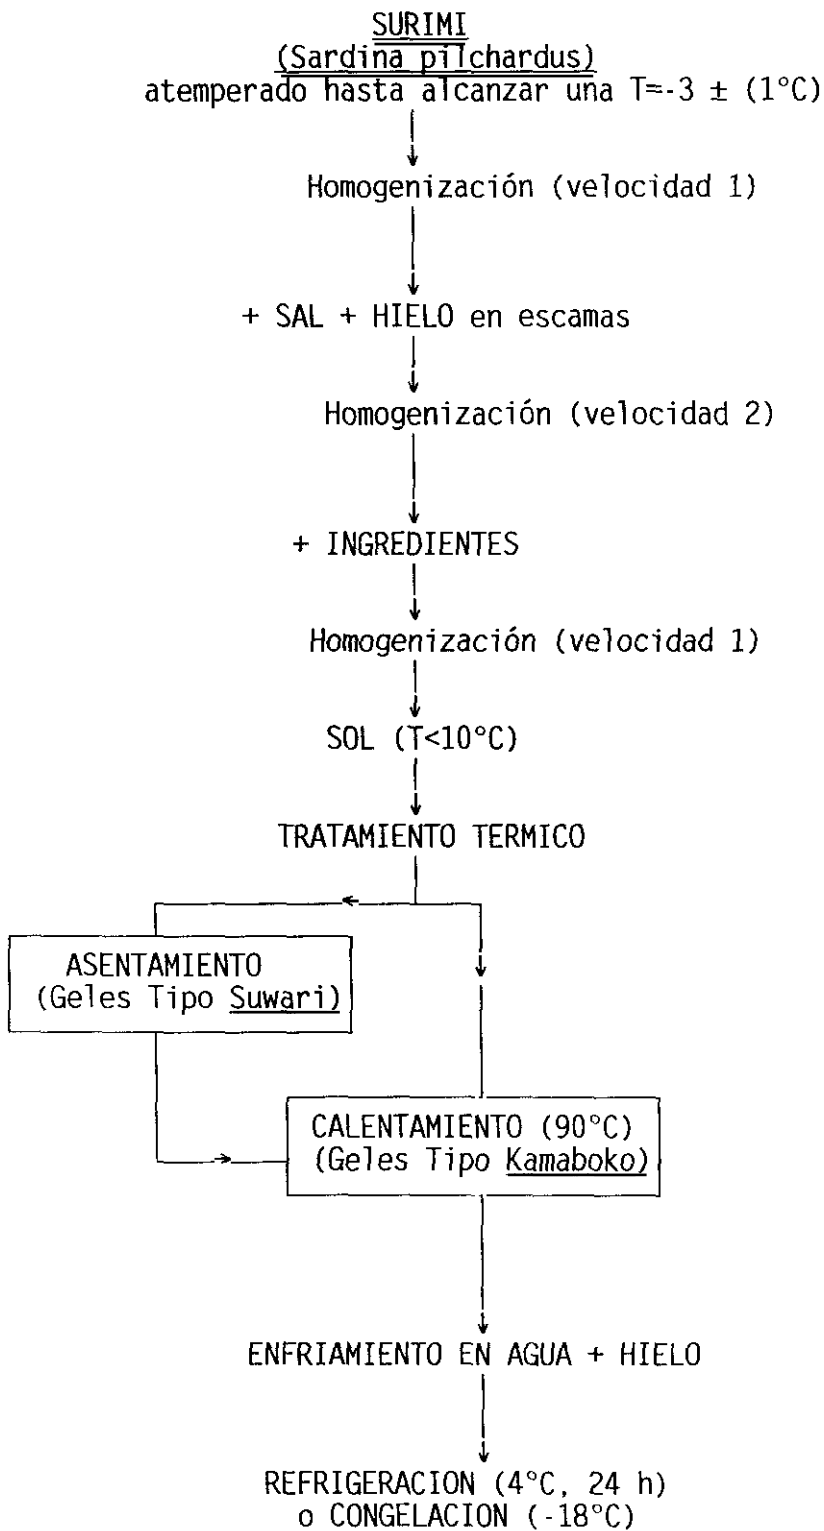 SURIMI
(Sardina pilchardus)
atemperado hasta alcanzar una T=-3 ± (1°C)
Homogenización (velocidad 1)
+ SAL + HIELO en escamas
Homogenización (velocidad 2)
+ INGREDIENTES
Homogenización (velocidad 1)
SOL (T<10°C)
TRATAMIENTO TERMICO
ASENTAMIENTO
(Geles Tipo Suwari)
CALENTAMIENTO (90°C)
(Geles Tipo Kamaboko)
ENFRIAMIENTO EN AGUA + HIELO
REFRIGERACION (4°C, 24 h)
o CONGELACION (-18°C)